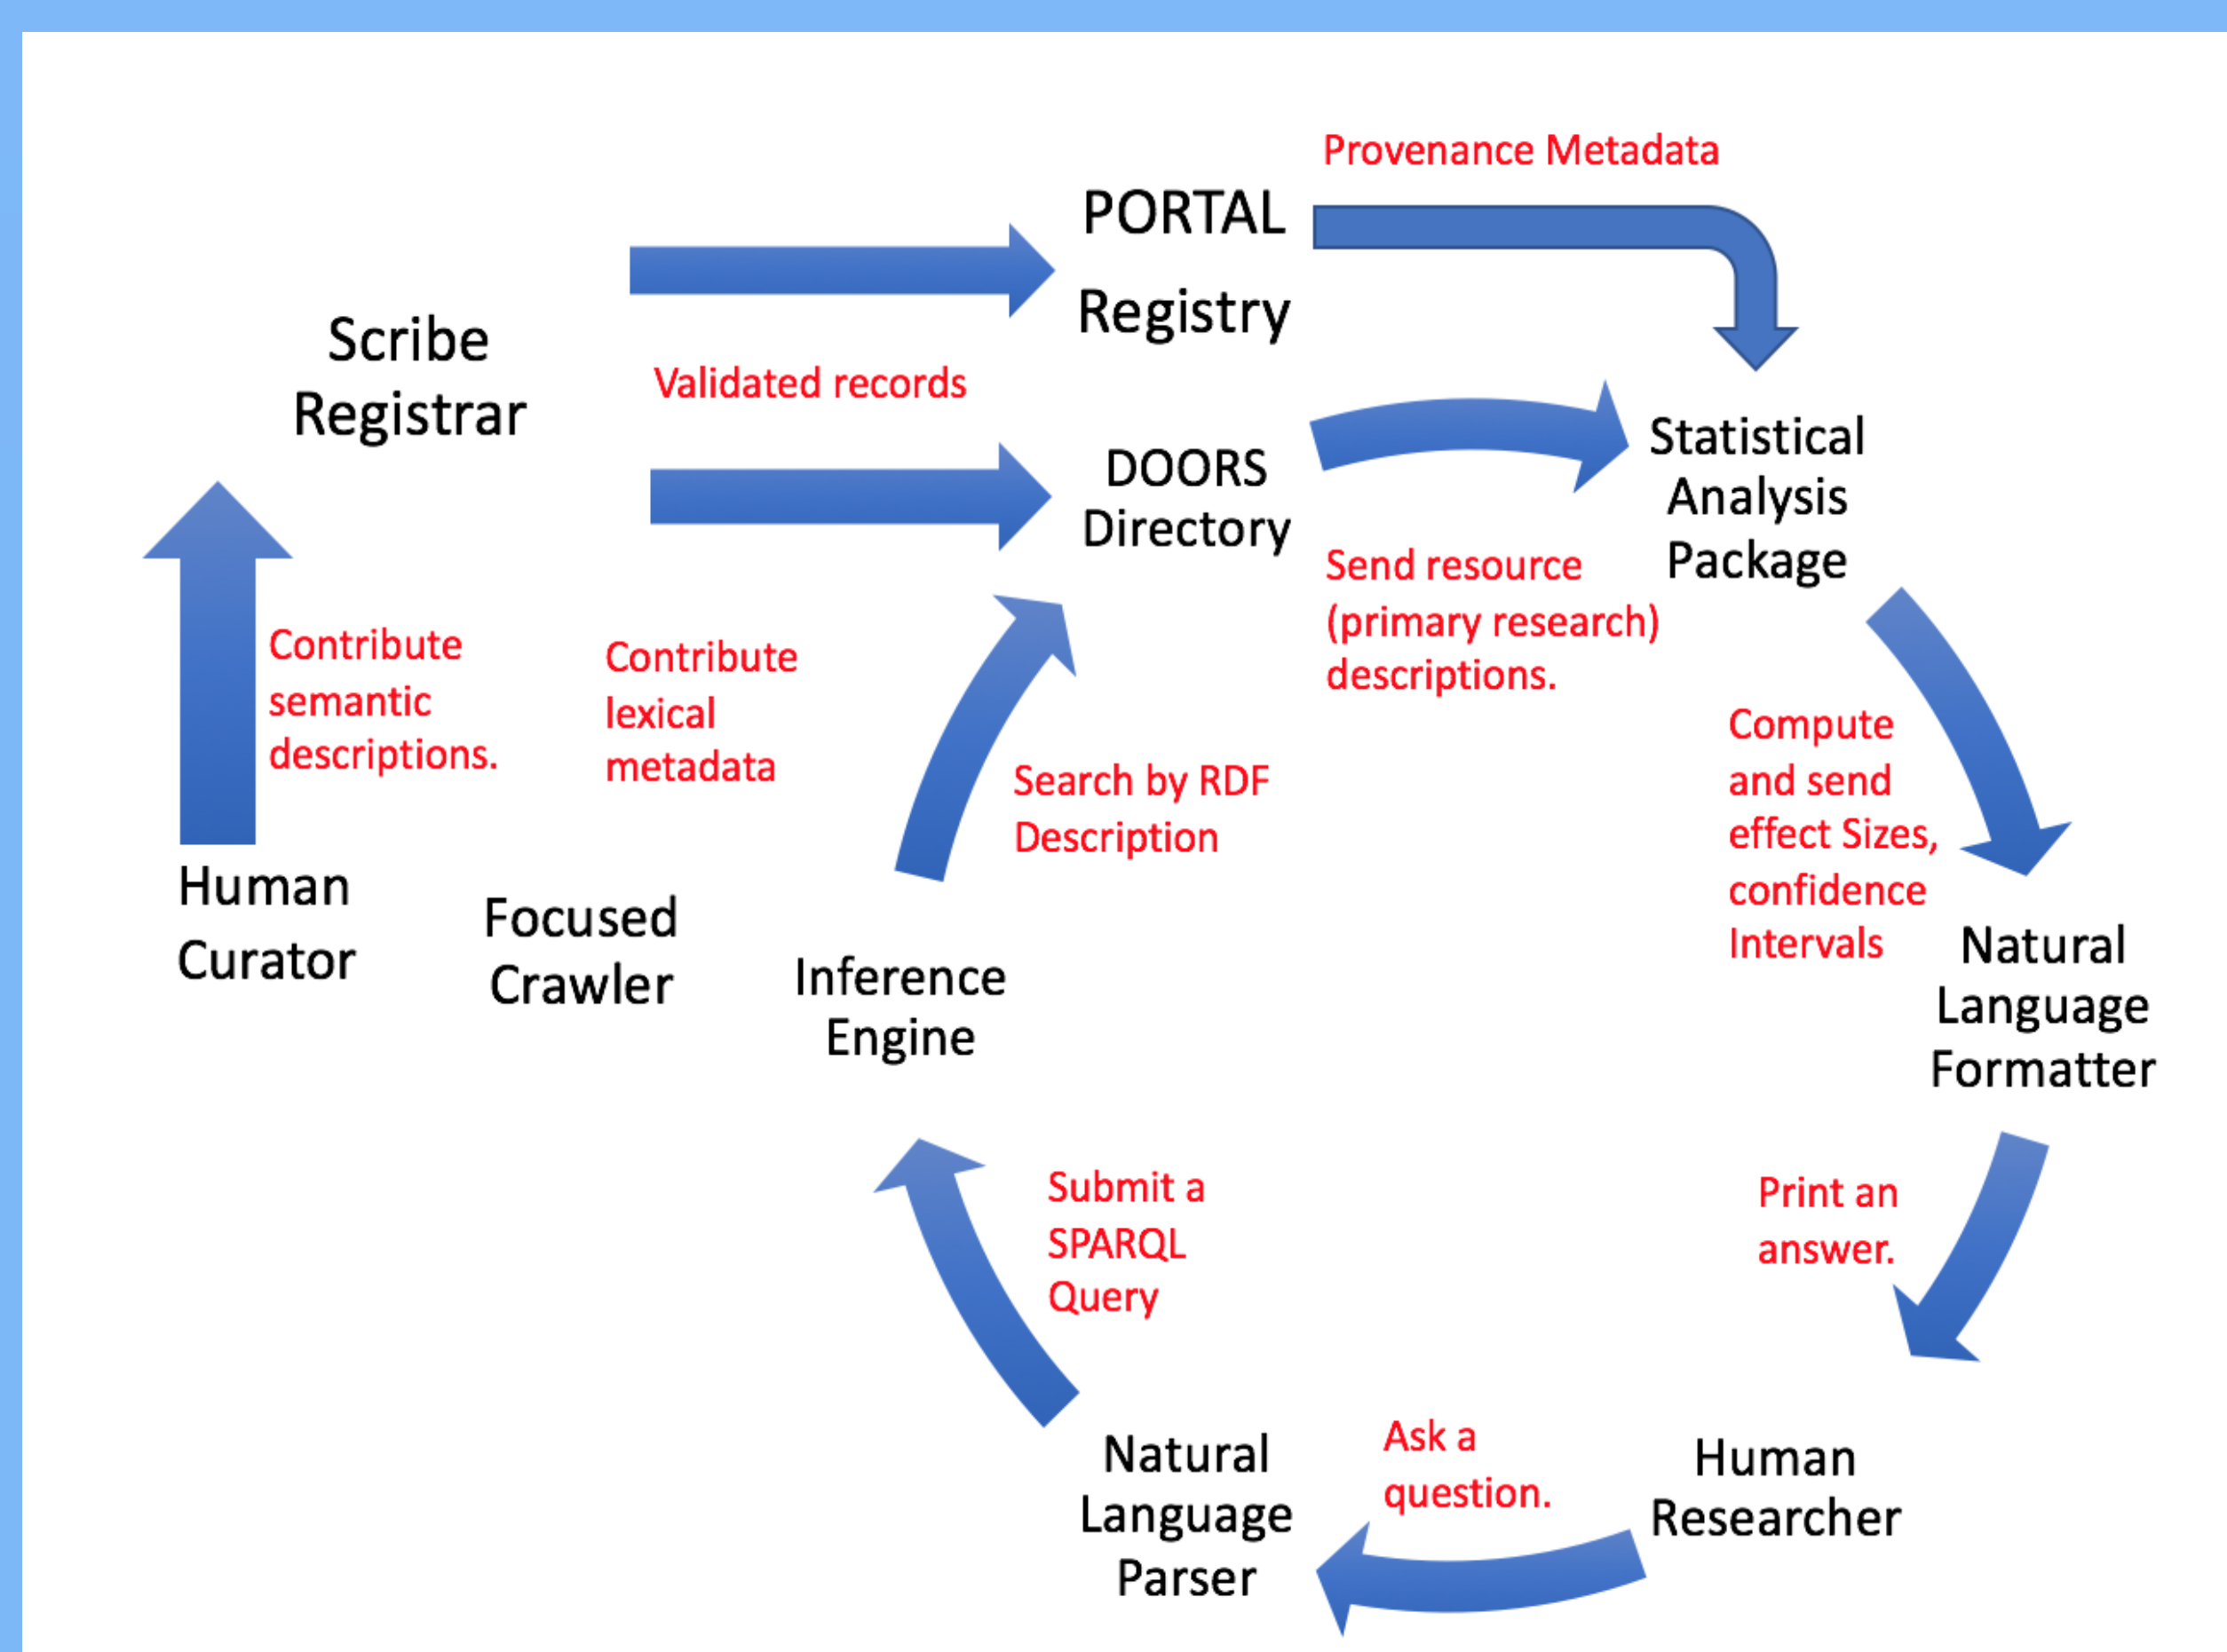 Provenance Metadata
PORTAL
Registry
Scribe
Registrar
Validated records
DOORS
Directory
Statistical
Analysis
Package
Send resource
(primary research)
descriptions.
Contribute
semantic
descriptions.
Contribute
lexical
metadata
Search by RDF
Description
Compute
and send
effect Sizes,
confidence
Intervals
Human
Curator
Focused
Crawler
Inference
Engine
Natural
Language
Formatter
Submit a
SPARQL
Query
Print an
answer.
Natural
Language
Parser
Ask a
question.
Human
Researcher